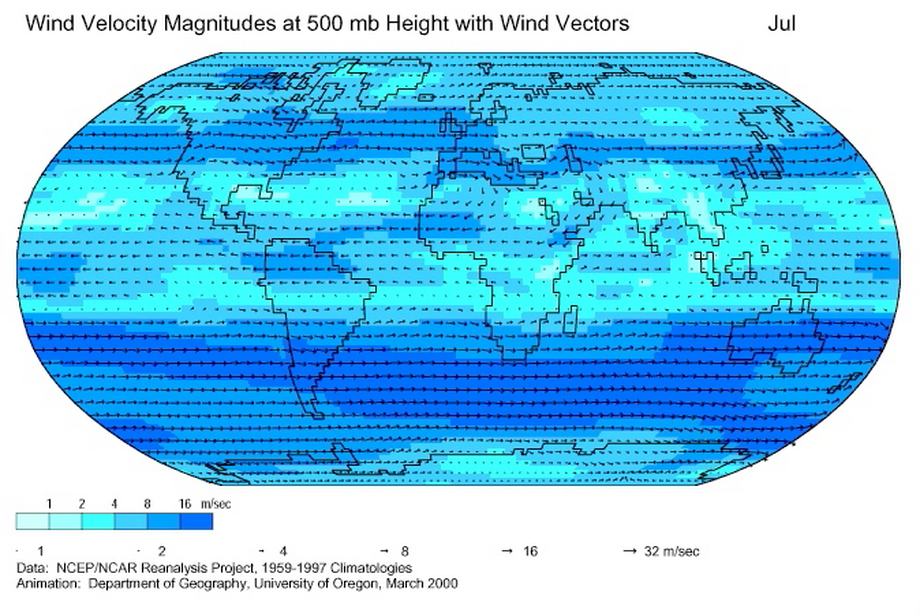 Wind Velocity Magnitudes at 500 mb Height with Wind Vectors Jul
1 2 4 8 16 m/sec
1 2 4 8 16 32 m/sec
Data: NCEP/NCAR Reanalysis Project, 1959-1997 Climatologies
Animation: Department of Geography, University of Oregon, March 2000